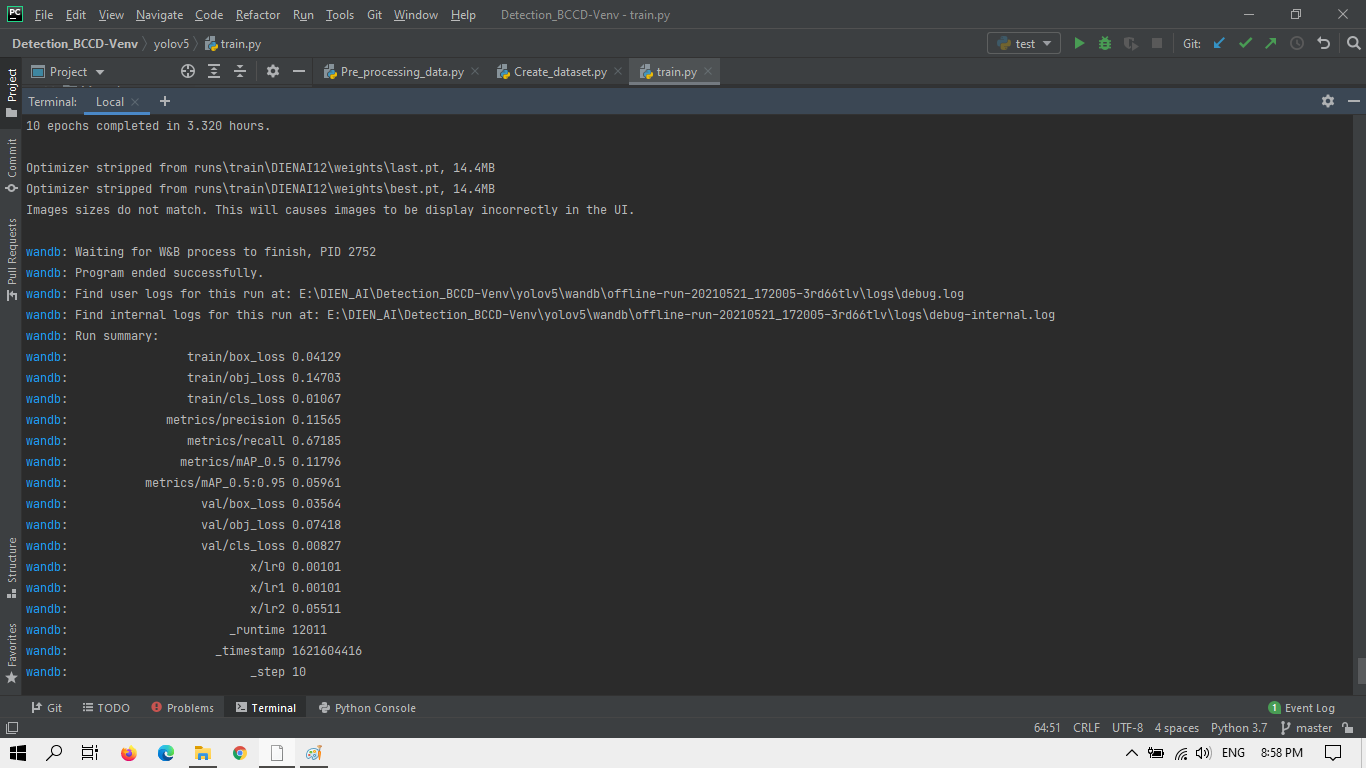 PC File Edit View Navigate Code Refactor Run Tools Git Window Help Detection_BCCD-Venv - train.py
Detection_BCCD-Venv yolov5 train.py test Git:
Project Pre_processing_data.py Create_dataset.py train.py
Terminal: Local
10 epochs completed in 3.320 hours.
Optimizer stripped from runs\train\DIENAI12\weights\last.pt, 14.4MB
Optimizer stripped from runs\train\DIENAI12\weights\best.pt, 14.4MB
Images sizes do not match. This will causes images to be display incorrectly in the UI.
wandb: Waiting for W&B process to finish, PID 2752
wandb: Program ended successfully.
wandb: Find user logs for this run at: E:\DIEN_AI\Detection_BCCD-Venv\yolov5\wandb\offline-run-20210521_172005-3rd66tlv\logs\debug.log
wandb: Find internal logs for this run at: E:\DIEN_AI\Detection_BCCD-Venv\yolov5\wandb\offline-run-20210521_172005-3rd66tlv\logs\debug-internal.log
wandb: Run summary:
wandb: train/box_loss 0.04129
wandb: train/obj_loss 0.14703
wandb: train/cls_loss 0.01067
wandb: metrics/precision 0.11565
wandb: metrics/recall 0.67185
wandb: metrics/mAP_0.5 0.11796
wandb: metrics/mAP_0.5:0.95 0.05961
wandb: val/box_loss 0.03564
wandb: val/obj_loss 0.07418
wandb: val/cls_loss 0.00827
wandb: x/lr0 0.00101
wandb: x/lr1 0.00101
wandb: x/lr2 0.05511
wandb: _runtime 12011
wandb: _timestamp 1621604416
wandb: _step 10
Project
Commit
Pull Requests
Structure
Favorites
Git TODO Problems Terminal Python Console 1 Event Log
64:51 CRLF UTF-8 4 spaces Python 3.7 master
ENG 8:58 PM